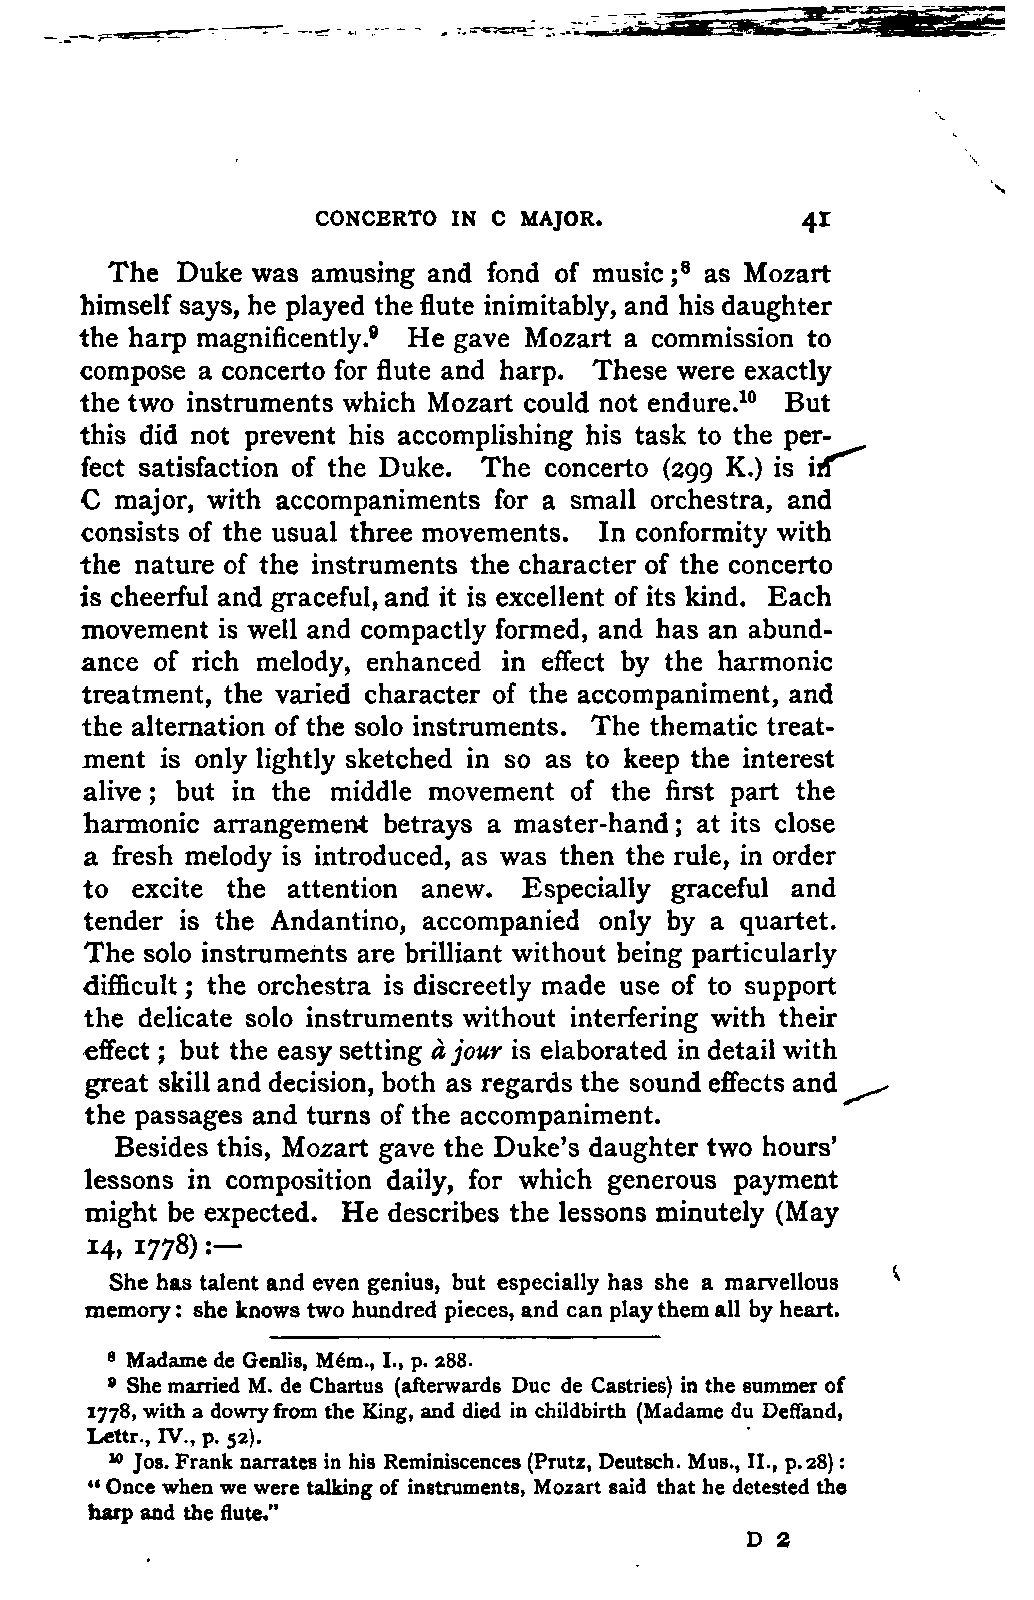 CONCERTO IN C MAJOR. 41
The Duke was amusing and fond of music;⁸ as Mozart
himself says, he played the flute inimitably, and his daughter
the harp magnificently.⁹ He gave Mozart a commission to
compose a concerto for flute and harp. These were exactly
the two instruments which Mozart could not endure.¹⁰ But
this did not prevent his accomplishing his task to the per-
fect satisfaction of the Duke. The concerto (299 K.) is in
C major, with accompaniments for a small orchestra, and
consists of the usual three movements. In conformity with
the nature of the instruments the character of the concerto
is cheerful and graceful, and it is excellent of its kind. Each
movement is well and compactly formed, and has an abund-
ance of rich melody, enhanced in effect by the harmonic
treatment, the varied character of the accompaniment, and
the alternation of the solo instruments. The thematic treat-
ment is only lightly sketched in so as to keep the interest
alive; but in the middle movement of the first part the
harmonic arrangement betrays a master-hand; at its close
a fresh melody is introduced, as was then the rule, in order
to excite the attention anew. Especially graceful and
tender is the Andantino, accompanied only by a quartet.
The solo instruments are brilliant without being particularly
difficult; the orchestra is discreetly made use of to support
the delicate solo instruments without interfering with their
effect; but the easy setting à jour is elaborated in detail with
great skill and decision, both as regards the sound effects and
the passages and turns of the accompaniment.
Besides this, Mozart gave the Duke's daughter two hours'
lessons in composition daily, for which generous payment
might be expected. He describes the lessons minutely (May
14, 1778):—
She has talent and even genius, but especially has she a marvellous
memory: she knows two hundred pieces, and can play them all by heart.
⁸ Madame de Genlis, Mém., I., p. 288.
⁹ She married M. de Chartus (afterwards Duc de Castries) in the summer of
1778, with a dowry from the King, and died in childbirth (Madame du Deffand,
Lettr., IV., p. 52).
¹⁰ Jos. Frank narrates in his Reminiscences (Prutz, Deutsch. Mus., II., p. 28):
"Once when we were talking of instruments, Mozart said that he detested the
harp and the flute."
D 2